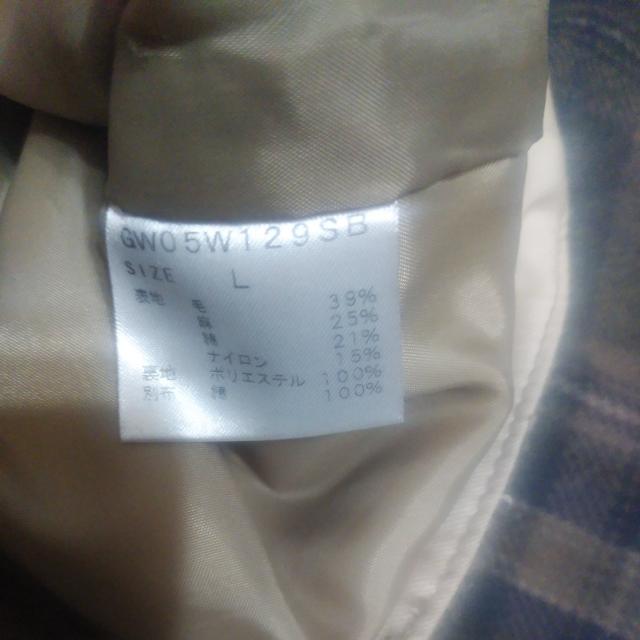 GW05W129SB
SIZE L
表地 毛 39%
麻 25%
綿 21%
ナイロン 15%
裏地 ポリエステル 100%
別布 綿 100%